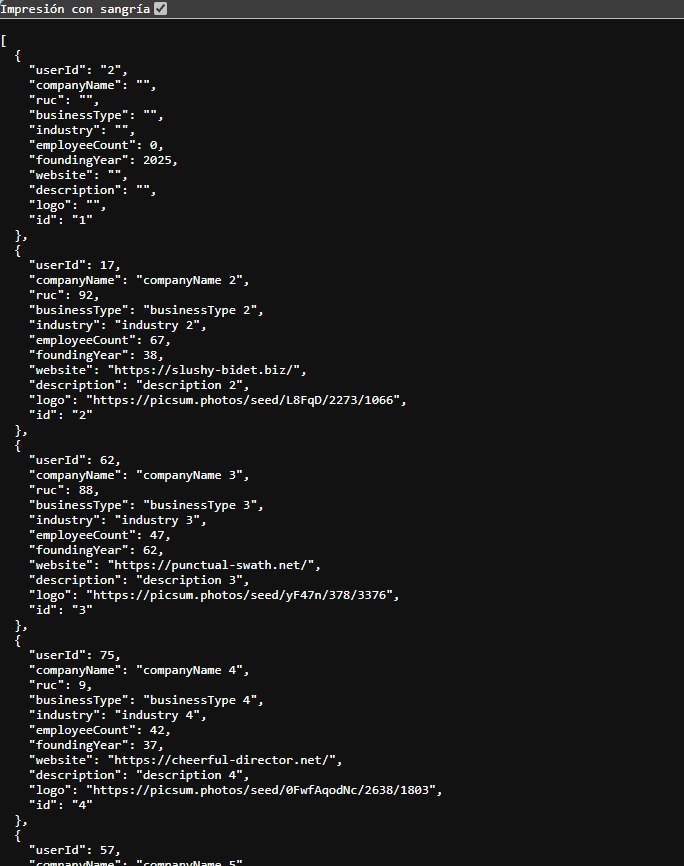 Impresión con sangría
[
  {
    "userId": "2",
    "companyName": "",
    "ruc": "",
    "businessType": "",
    "industry": "",
    "employeeCount": 0,
    "foundingYear": 2025,
    "website": "",
    "description": "",
    "logo": "",
    "id": "1"
  },
  {
    "userId": 17,
    "companyName": "companyName 2",
    "ruc": 92,
    "businessType": "businessType 2",
    "industry": "industry 2",
    "employeeCount": 67,
    "foundingYear": 38,
    "website": "https://slushy-bidet.biz/",
    "description": "description 2",
    "logo": "https://picsum.photos/seed/L8FqD/2273/1066",
    "id": "2"
  },
  {
    "userId": 62,
    "companyName": "companyName 3",
    "ruc": 88,
    "businessType": "businessType 3",
    "industry": "industry 3",
    "employeeCount": 47,
    "foundingYear": 62,
    "website": "https://punctual-swath.net/",
    "description": "description 3",
    "logo": "https://picsum.photos/seed/yF47n/378/3376",
    "id": "3"
  },
  {
    "userId": 75,
    "companyName": "companyName 4",
    "ruc": 9,
    "businessType": "businessType 4",
    "industry": "industry 4",
    "employeeCount": 42,
    "foundingYear": 37,
    "website": "https://cheerful-director.net/",
    "description": "description 4",
    "logo": "https://picsum.photos/seed/0FwfAqodNc/2638/1803",
    "id": "4"
  },
  {
    "userId": 57,
    "companyName": "companyName 5",